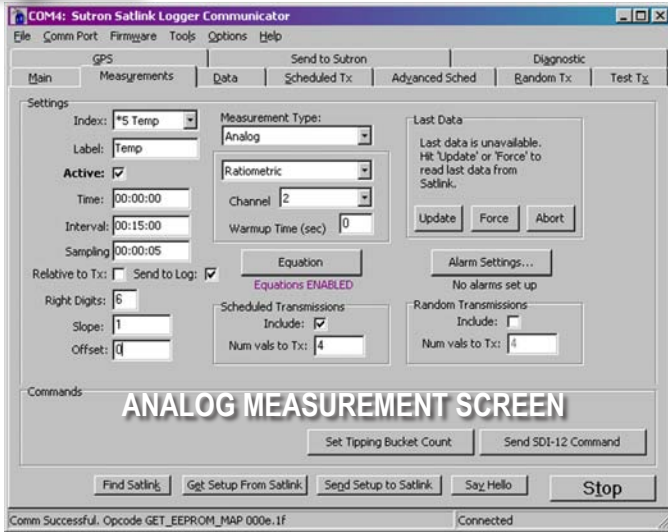 COM4: Sutron Satlink Logger Communicator
File Comm Port Firmware Tools Options Help
GPS Send to Sutron Diagnostic
Main Measurements Data Scheduled Tx Advanced Sched Random Tx Test Tx
Settings
Index: *5 Temp
Label: Temp
Active:
Time: 00:00:00
Interval: 00:15:00
Sampling 00:00:05
Relative to Tx: Send to Log:
Right Digits: 6
Slope: 1
Offset: 0
Measurement Type:
Analog
Ratiometric
Channel 2
Warmup Time (sec) 0
Equation
Equations ENABLED
Scheduled Transmissions
Include:
Num vals to Tx: 4
Last Data
Last data is unavailable.
Hit 'Update' or 'Force' to
read last data from
Satlink.
Update Force Abort
Alarm Settings...
No alarms set up
Random Transmissions
Include:
Num vals to Tx: 4
Commands
ANALOG MEASUREMENT SCREEN
Set Tipping Bucket Count Send SDI-12 Command
Find Satlink Get Setup From Satlink Send Setup to Satlink Say Hello Stop
Comm Successful. Opcode GET_EEPROM_MAP 000e.1f Connected